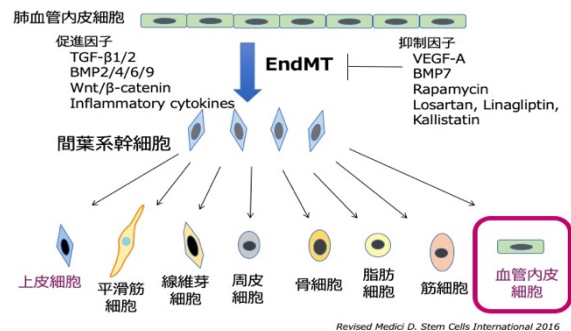 肺血管内皮細胞
促進因子
TGF-β1/2
BMP2/4/6/9
Wnt/β-catenin
Inflammatory cytokines
EndMT
抑制因子
VEGF-A
BMP7
Rapamycin
Losartan, Linagliptin,
Kallistatin
間葉系幹細胞
上皮細胞
平滑筋
細胞
線維芽
細胞
周皮
細胞
骨細胞
脂肪
細胞
筋細胞
血管内皮
細胞
Revised Medici D. Stem Cells International 2016